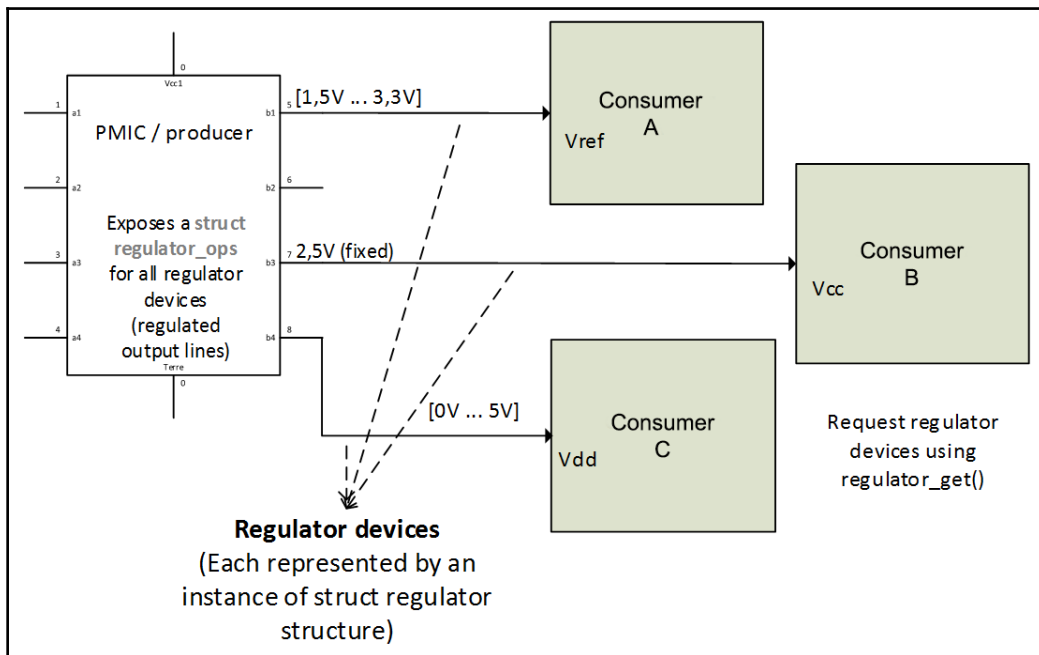 0
Vcc1
1
a1
PMIC / producer
b1
5
[1,5V ... 3,3V]
2
a2
b2
6
Exposes a struct
regulator_ops
for all regulator
devices
(regulated
output lines)
3
a3
b3
7
2,5V (fixed)
4
a4
b4
8
Terre
0
Consumer
A
Vref
Consumer
B
Vcc
[0V ... 5V]
Consumer
C
Vdd
Request regulator
devices using
regulator_get()
Regulator devices
(Each represented by an
instance of struct regulator
structure)